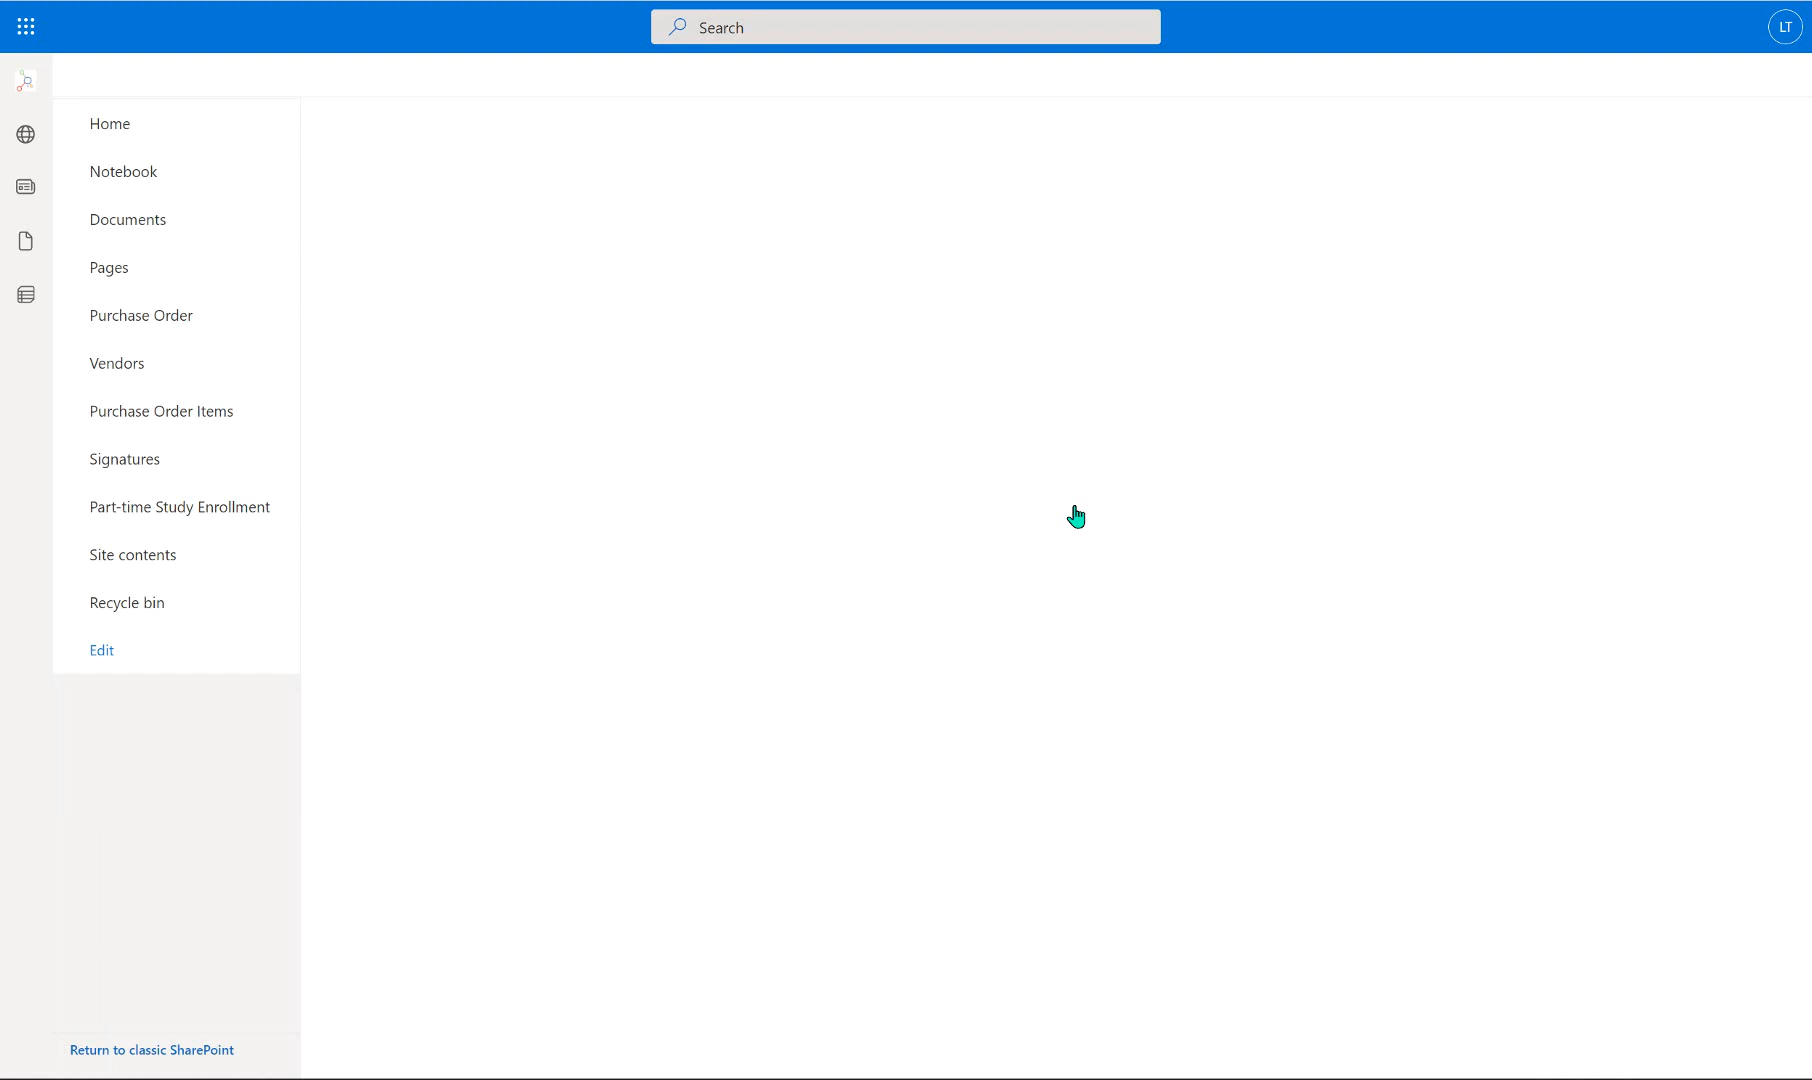 Search
LT
Home
Notebook
Documents
Pages
Purchase Order
Vendors
Purchase Order Items
Signatures
Part-time Study Enrollment
Site contents
Recycle bin
Edit
Return to classic SharePoint